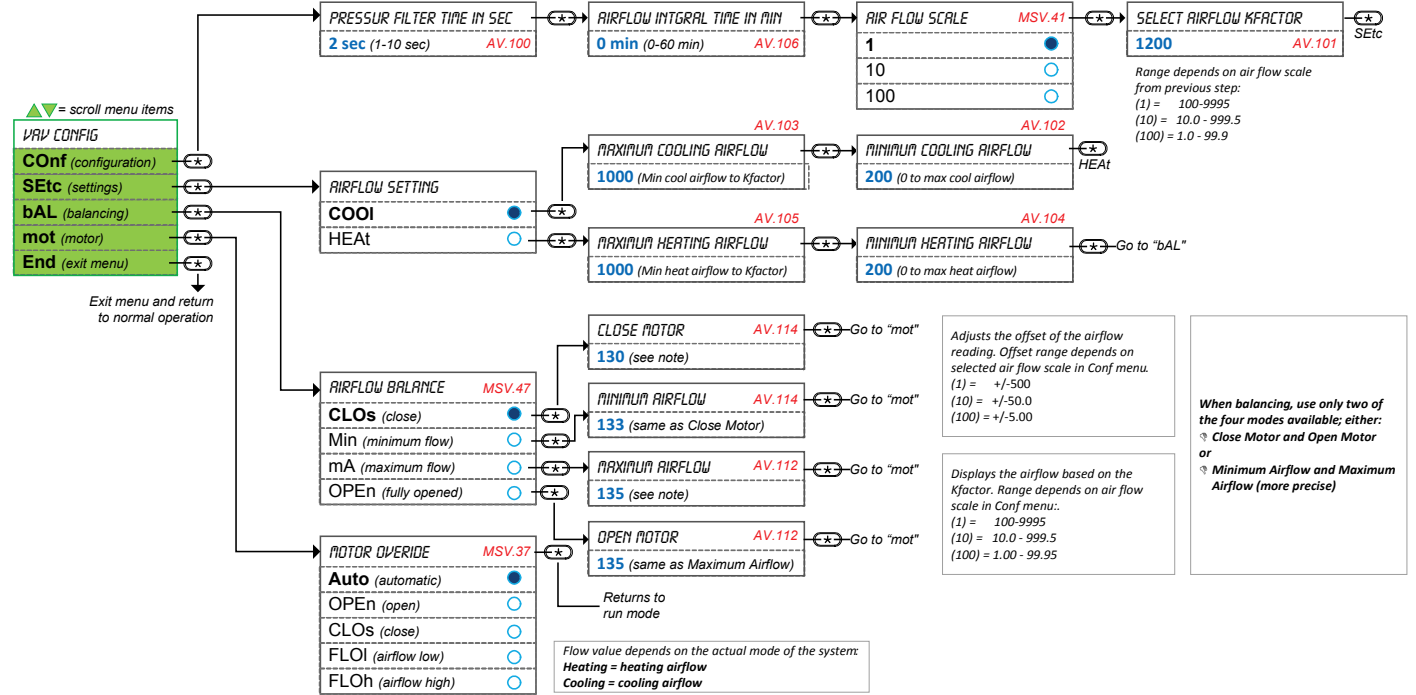 PRESSUR FILTER TIME IN SEC
2 sec (1-10 sec) AV.100
*
AIRFLOW INTGRAL TIME IN MIN
0 min (0-60 min) AV.106
*
AIR FLOW SCALE MSV.41
1
10
100
*
SELECT AIRFLOW KFACTOR
1200 AV.101
*
SEtc
Range depends on air flow scale
from previous step:
(1) = 100-9995
(10) = 10.0 - 999.5
(100) = 1.0 - 99.9
= scroll menu items
VAV CONFIG
COnf (configuration) *
SEtc (settings) *
bAL (balancing) *
mot (motor) *
End (exit menu) *
Exit menu and return
to normal operation
AIRFLOW SETTING
COOl *
HEAt *
AV.103
MAXIMUM COOLING AIRFLOW
1000 (Min cool airflow to Kfactor)
*
AV.102
MINIMUM COOLING AIRFLOW
200 (0 to max cool airflow)
*
HEAt
AV.105
MAXIMUM HEATING AIRFLOW
1000 (Min heat airflow to Kfactor)
*
AV.104
MINIMUM HEATING AIRFLOW
200 (0 to max heat airflow)
* Go to “bAL"
AIRFLOW BALANCE MSV.47
CLOs (close) *
Min (minimum flow) *
mA (maximum flow) *
OPEn (fully opened) *
CLOSE MOTOR AV.114
130 (see note)
* Go to “mot"
MINIMUM AIRFLOW AV.114
133 (same as Close Motor)
* Go to “mot"
MAXIMUM AIRFLOW AV.112
135 (see note)
* Go to “mot"
OPEN MOTOR AV.112
135 (same as Maximum Airflow)
* Go to “mot"
Adjusts the offset of the airflow
reading. Offset range depends on
selected air flow scale in Conf menu.
(1) = +/-500
(10) = +/-50.0
(100) = +/-5.00
Displays the airflow based on the
Kfactor. Range depends on air flow
scale in Conf menu:.
(1) = 100-9995
(10) = 10.0 - 999.5
(100) = 1.00 - 99.95
When balancing, use only two of
the four modes available; either:
Close Motor and Open Motor
or
Minimum Airflow and Maximum
Airflow (more precise)
MOTOR OVERIDE MSV.37
*
Auto (automatic)
OPEn (open)
CLOs (close)
FLOl (airflow low)
FLOh (airflow high)
Returns to
run mode
Flow value depends on the actual mode of the system:
Heating = heating airflow
Cooling = cooling airflow